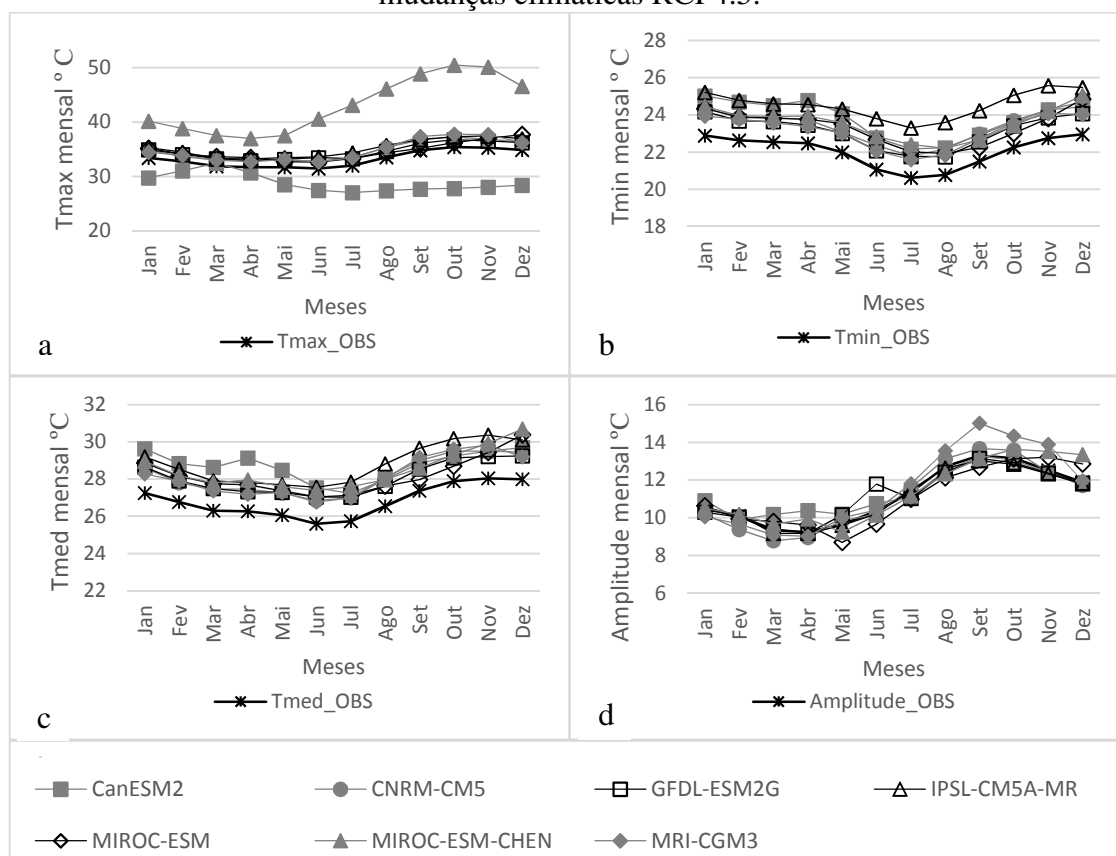 mudanças climáticas RCP 4.5.
Tmax mensal º C
50
40
30
20
Jan Fev Mar Abr Mai Jun Jul Ago Set Out Nov Dez
Meses
Tmax_OBS
a
Tmin mensal º C
28
26
24
22
20
18
Jan Fev Mar Abr Mai Jun Jul Ago Set Out Nov Dez
Meses
Tmin_OBS
b
Tmed mensal ºC
32
30
28
26
24
22
Jan Fev Mar Abr Mai Jun Jul Ago Set Out Nov Dez
Meses
Tmed_OBS
c
Amplitude mensal ºC
16
14
12
10
8
6
Jan Fev Mar Abr Mai Jun Jul Ago Set Out Nov Dez
Meses
Amplitude_OBS
d
CanESM2 CNRM-CM5 GFDL-ESM2G IPSL-CM5A-MR
MIROC-ESM MIROC-ESM-CHEN MRI-CGM3